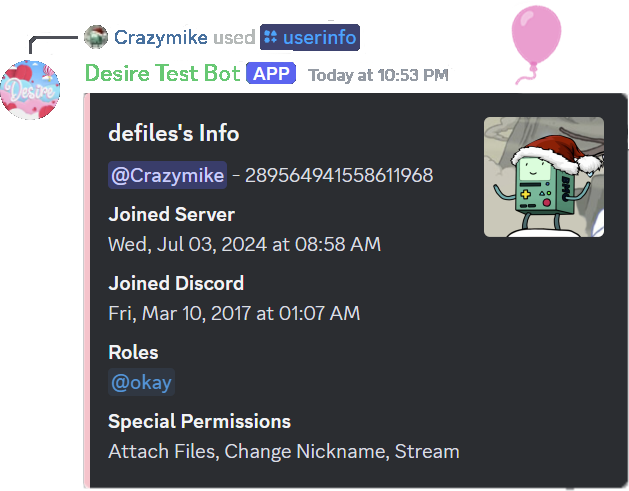 Crazymike used userinfo
Desire
Desire Test Bot APP Today at 10:53 PM
defiles's Info
@Crazymike - 289564941558611968
Joined Server
Wed, Jul 03, 2024 at 08:58 AM
Joined Discord
Fri, Mar 10, 2017 at 01:07 AM
Roles
@okay
Special Permissions
Attach Files, Change Nickname, Stream